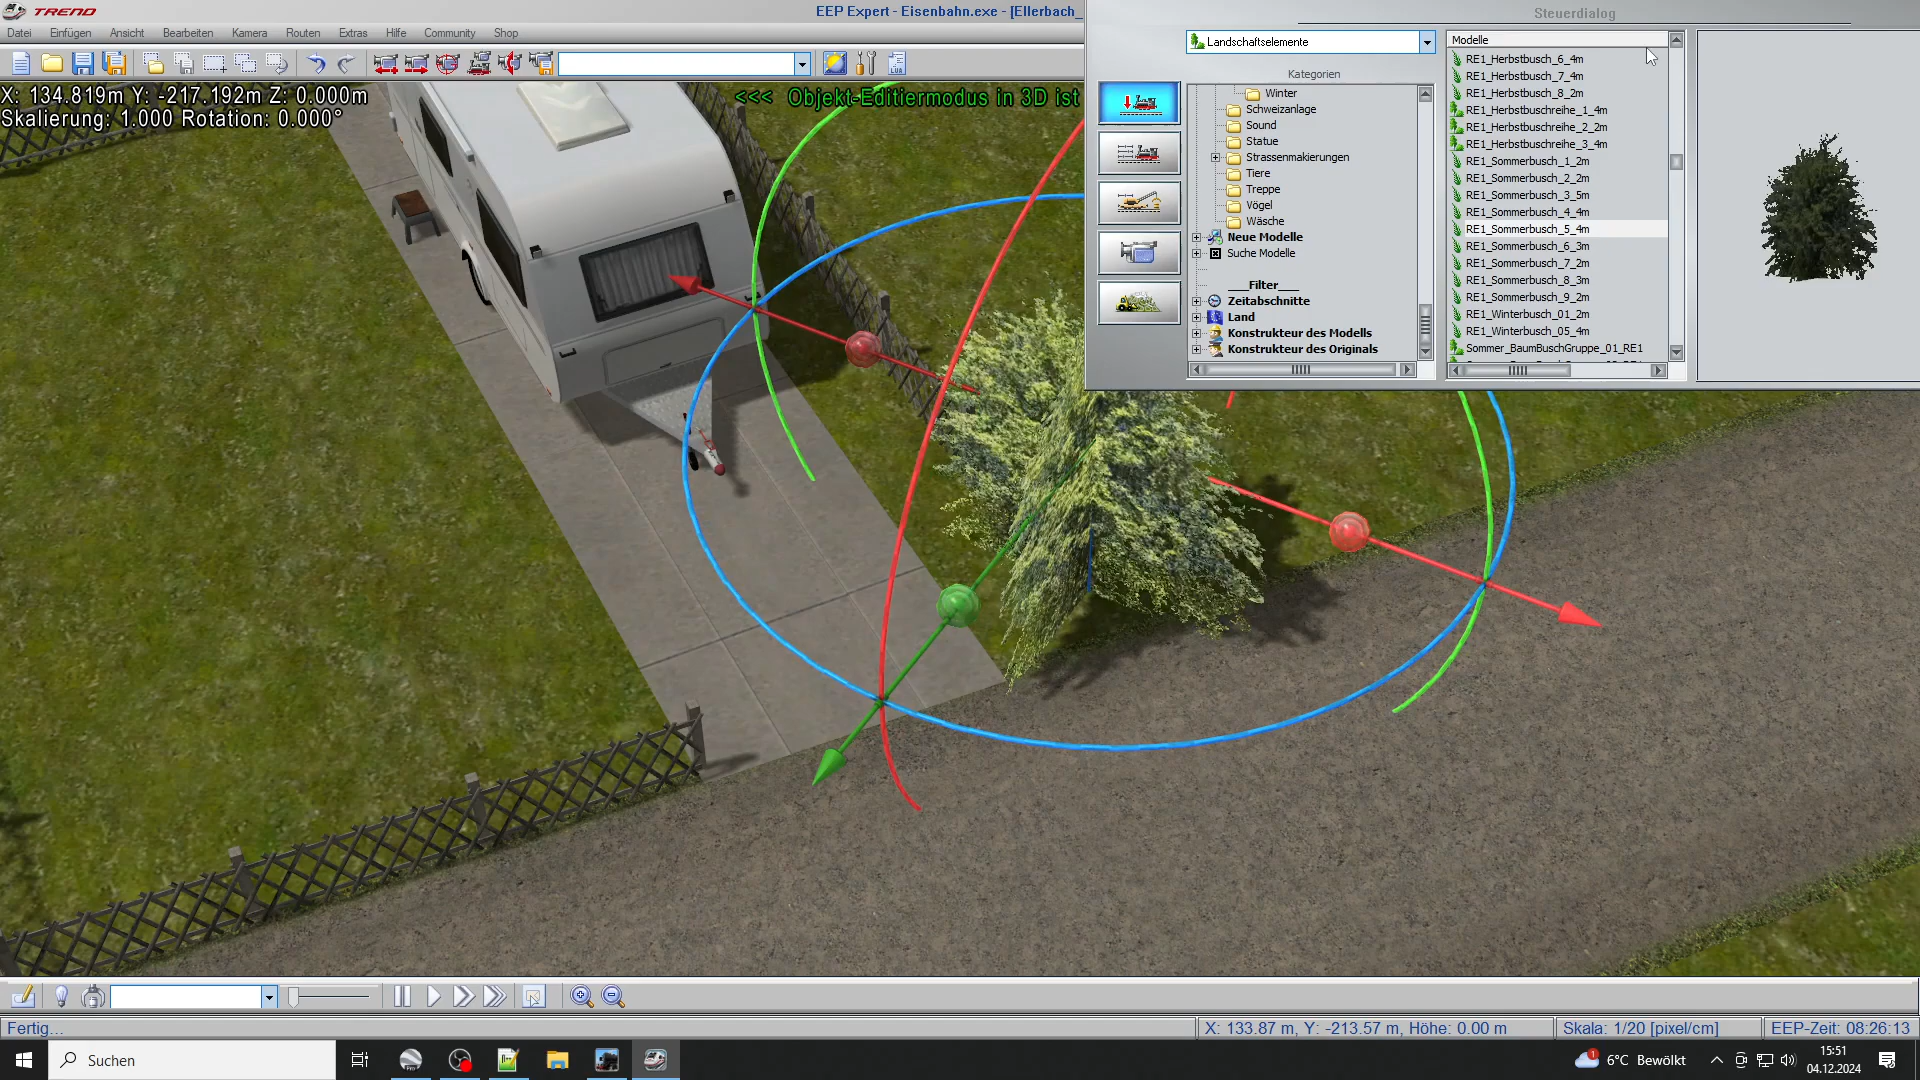 TREND
EEP Expert - Eisenbahn.exe - [Ellerbach_
Steuerdialog
Datei Einfügen Ansicht Bearbeiten Kamera Routen Extras Hilfe Community Shop
X: 134.819m Y: -217.192m Z: 0.000m
Skalierung: 1.000 Rotation: 0.000°
<<< Objekt-Editiermodus in 3D ist
Landschaftselemente
Kategorien
Winter
Schweizanlage
Sound
Statue
Strassenmakierungen
Tiere
Treppe
Vögel
Wäsche
Neue Modelle
Suche Modelle
___Filter___
Zeitabschnitte
Land
Konstrukteur des Modells
Konstrukteur des Originals
Modelle
RE1_Herbstbusch_6_4m
RE1_Herbstbusch_7_4m
RE1_Herbstbusch_8_2m
RE1_Herbstbuschreihe_1_4m
RE1_Herbstbuschreihe_2_2m
RE1_Herbstbuschreihe_3_4m
RE1_Sommerbusch_1_2m
RE1_Sommerbusch_2_2m
RE1_Sommerbusch_3_5m
RE1_Sommerbusch_4_4m
RE1_Sommerbusch_5_4m
RE1_Sommerbusch_6_3m
RE1_Sommerbusch_7_2m
RE1_Sommerbusch_8_3m
RE1_Sommerbusch_9_2m
RE1_Winterbusch_01_2m
RE1_Winterbusch_05_4m
Sommer_BaumBuschGruppe_01_RE1
Fertig...
X: 133.87 m, Y: -213.57 m, Höhe: 0.00 m
Skala: 1/20 [pixel/cm]
EEP-Zeit: 08:26:13
Suchen
1
6°C Bewölkt
15:51
04.12.2024